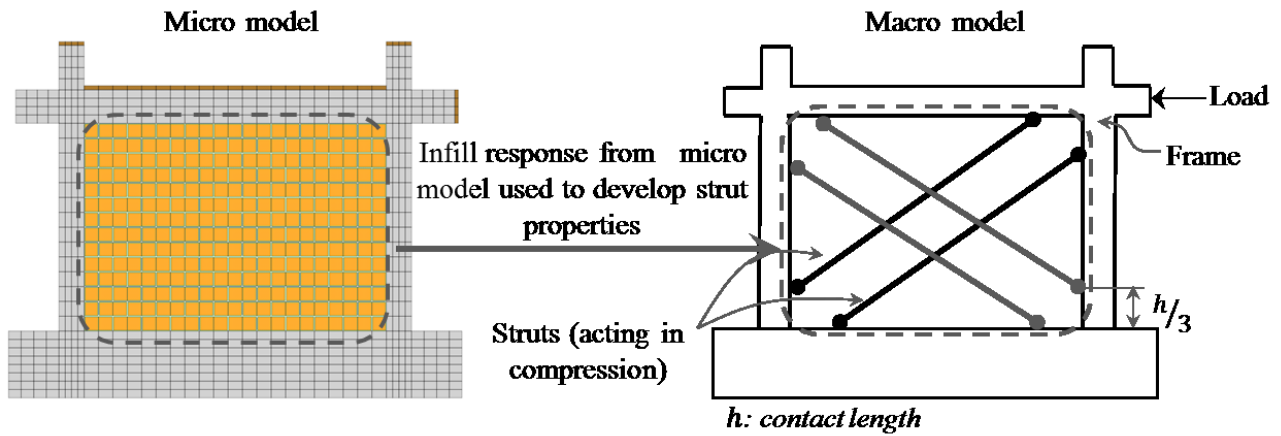 Micro model
Macro model
Load
Frame
Infill response from micro
model used to develop strut
properties
Struts (acting in
compression)
h/3
h: contact length